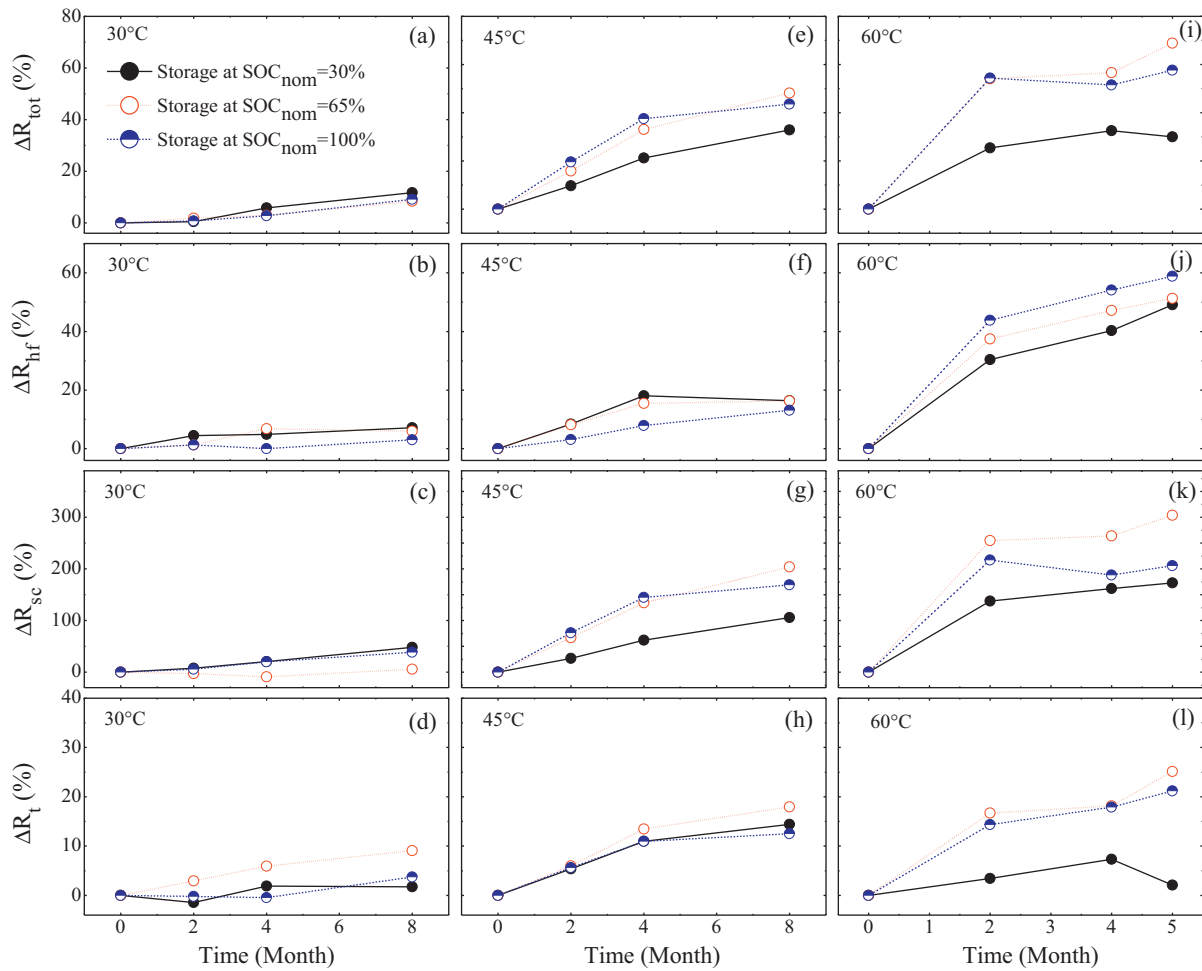 30°C (a)
80
60
40
20
0
ΔR_tot (%)
Storage at SOC_nom=30%
Storage at SOC_nom=65%
Storage at SOC_nom=100%
45°C (e)
60°C (i)
30°C (b)
60
40
20
0
ΔR_hf (%)
45°C (f)
60°C (j)
30°C (c)
300
200
100
0
ΔR_sc (%)
45°C (g)
60°C (k)
30°C (d)
40
30
20
10
0
ΔR_t (%)
45°C (h)
60°C (l)
0 2 4 6 8
0 2 4 6 8
0 1 2 3 4 5
Time (Month)
Time (Month)
Time (Month)